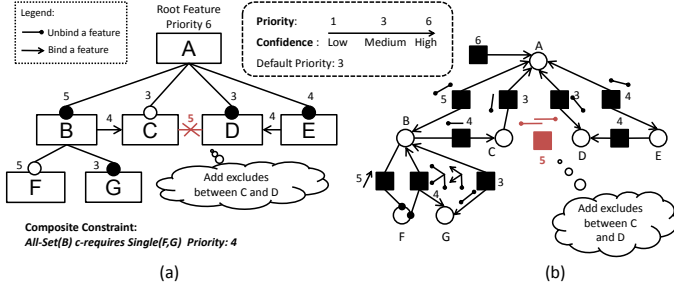 Legend:
Unbind a feature
Bind a feature
Root Feature
Priority 6
A
Priority: 1 3 6
Confidence : Low Medium High
Default Priority: 3
5 3 3 4
B 4 C 5 D 4 E
5 3
F G
Add excludes
between C and D
Composite Constraint:
All-Set(B) c-requires Single(F,G) Priority: 4
(a)
6 A
5 3 3 4
B 4 C 5 D 4 E
5 4 3
F G
Add excludes
between C
and D
(b)